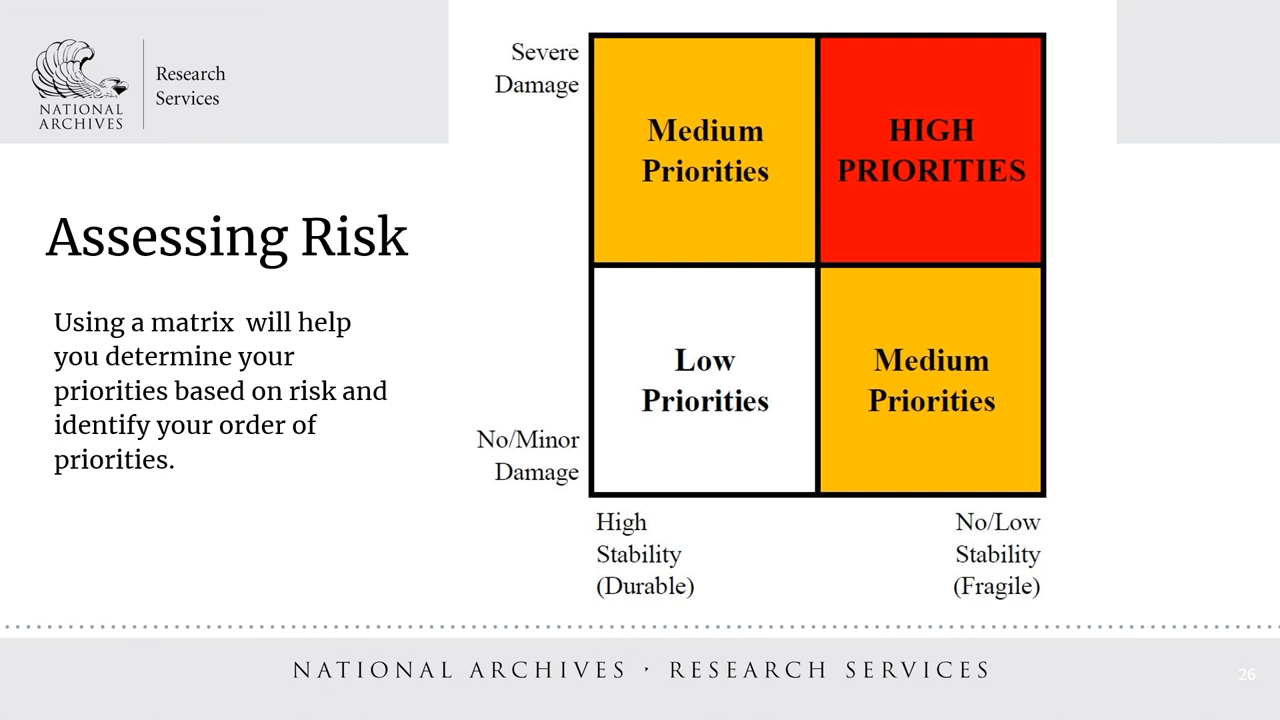 NATIONAL
ARCHIVES
Research
Services
Assessing Risk
Using a matrix  will help
you determine your
priorities based on risk and
identify your order of
priorities.
Severe
Damage
Medium
Priorities
HIGH
PRIORITIES
Low
Priorities
Medium
Priorities
No/Minor
Damage
High
Stability
(Durable)
No/Low
Stability
(Fragile)
NATIONAL ARCHIVES · RESEARCH SERVICES
26